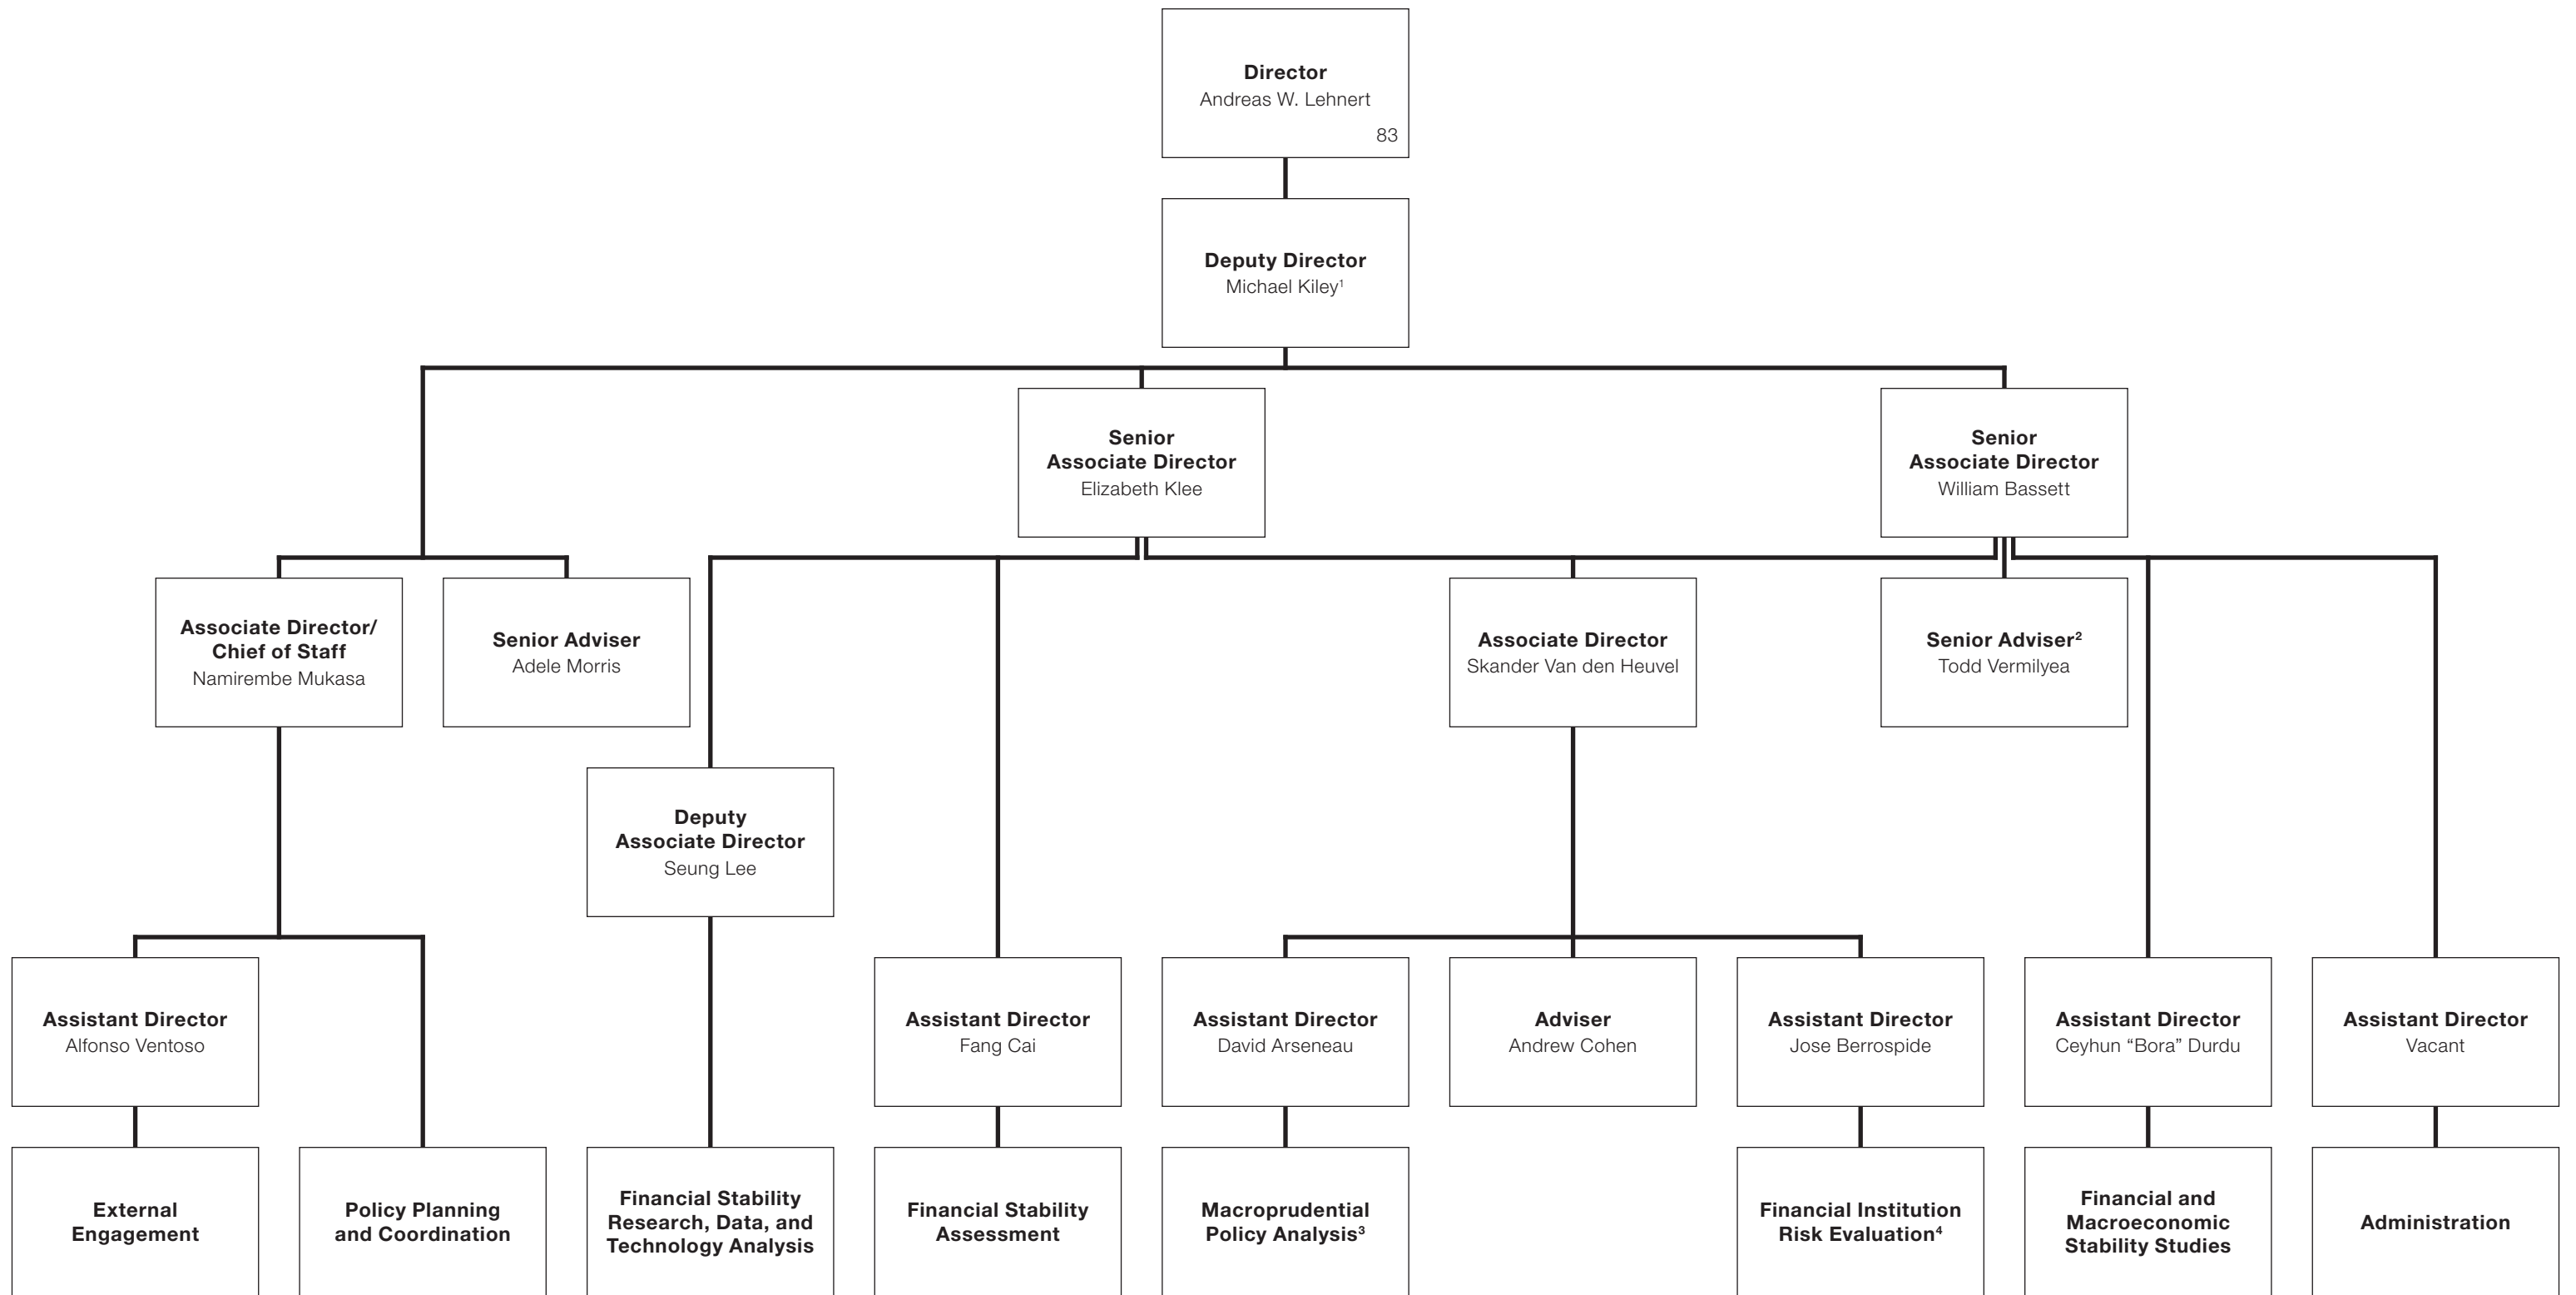 Director
Andreas W. Lehnert
83
Deputy Director
Michael Kiley¹
Senior
Associate Director
Elizabeth Klee
Senior
Associate Director
William Bassett
Associate Director/
Chief of Staff
Namirembe Mukasa
Senior Adviser
Adele Morris
Associate Director
Skander Van den Heuvel
Senior Adviser²
Todd Vermilyea
Deputy
Associate Director
Seung Lee
Assistant Director
Alfonso Ventoso
Assistant Director
Fang Cai
Assistant Director
David Arseneau
Adviser
Andrew Cohen
Assistant Director
Jose Berrospide
Assistant Director
Ceyhun “Bora” Durdu
Assistant Director
Vacant
External
Engagement
Policy Planning
and Coordination
Financial Stability
Research, Data, and
Technology Analysis
Financial Stability
Assessment
Macroprudential
Policy Analysis³
Financial Institution
Risk Evaluation⁴
Financial and
Macroeconomic
Stability Studies
Administration